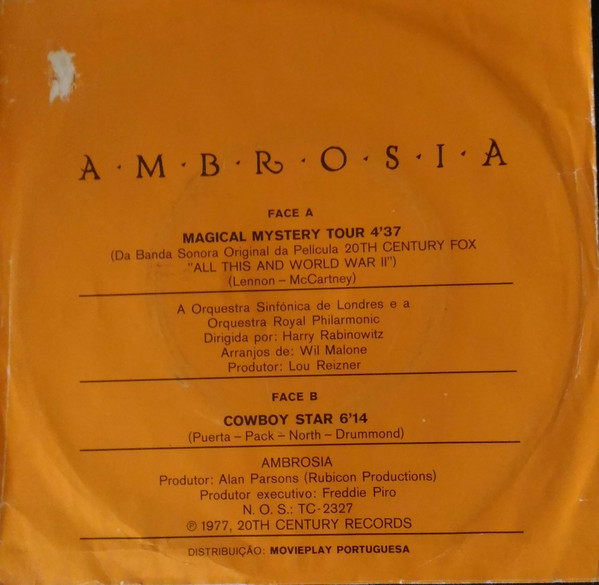 A·M·B·R·O·S·I·A
FACE A
MAGICAL MYSTERY TOUR 4'37
(Da Banda Sonora Original da Película 20TH CENTURY FOX
"ALL THIS AND WORLD WAR II")
(Lennon – McCartney)
A Orquestra Sinfónica de Londres e a
Orquestra Royal Philarmonic
Dirigida por: Harry Rabinowitz
Arranjos de: Wil Malone
Produtor: Lou Reizner
FACE B
COWBOY STAR 6'14
(Puerta – Pack – North – Drummond)
AMBROSIA
Produtor: Alan Parsons (Rubicon Productions)
Produtor executivo: Freddie Piro
N. O. S.: TC-2327
℗ 1977, 20TH CENTURY RECORDS
DISTRIBUIÇÃO: MOVIEPLAY PORTUGUESA